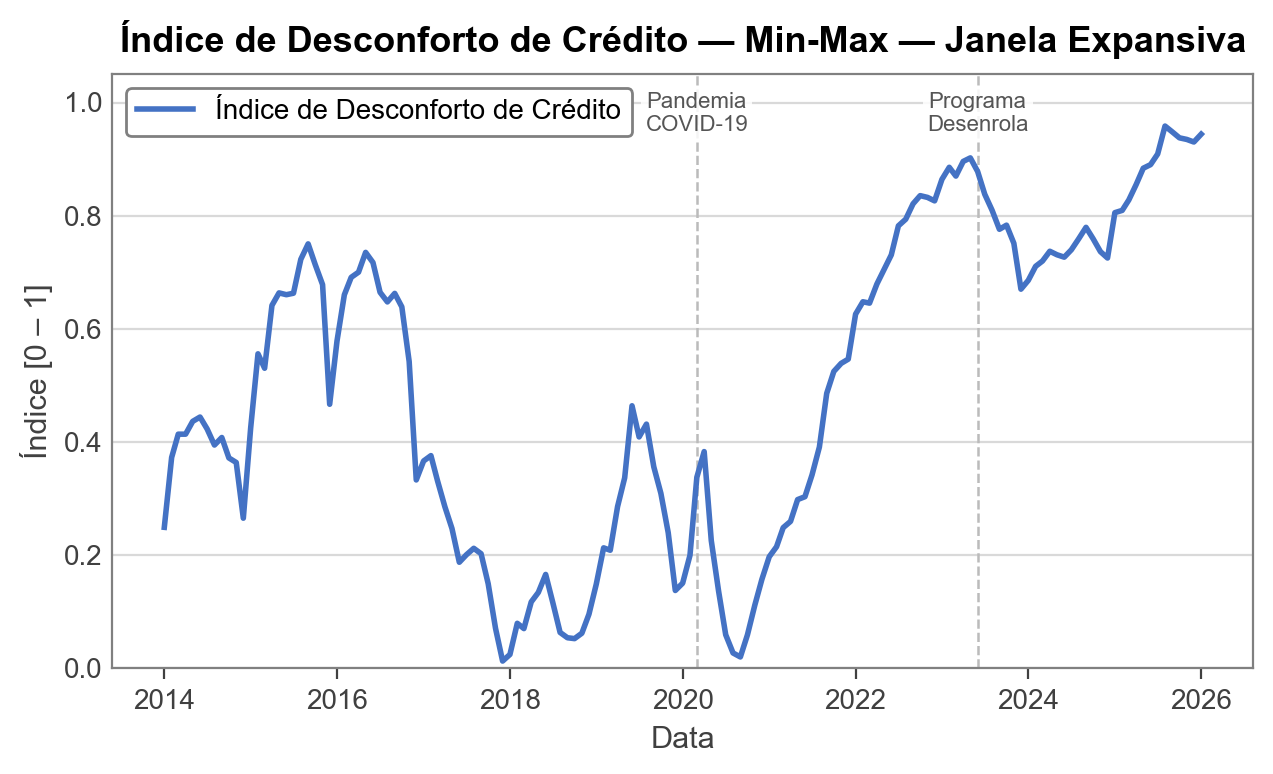 Índice de Desconforto de Crédito — Min-Max — Janela Expansiva
Índice de Desconforto de Crédito
Pandemia
COVID-19
Programa
Desenrola
Índice [0 – 1]
1.0
0.8
0.6
0.4
0.2
0.0
2014 2016 2018 2020 2022 2024 2026
Data